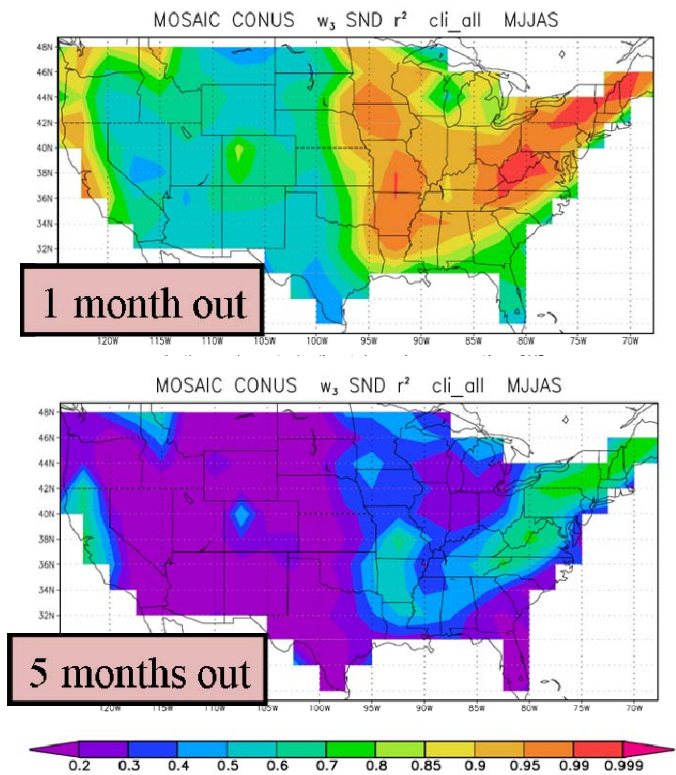 MOSAIC CONUS w₃ SND r² cli_all MJJAS
48N
46N
44N
42N
40N
38N
36N
34N
32N
1 month out
120W 115W 110W 105W 100W 95W 90W 85W 80W 75W 70W
MOSAIC CONUS w₃ SND r² cli_all MJJAS
48N
46N
44N
42N
40N
38N
36N
34N
32N
5 months out
120W 115W 110W 105W 100W 95W 90W 85W 80W 75W 70W
0.2 0.3 0.4 0.5 0.6 0.7 0.8 0.85 0.9 0.95 0.99 0.999